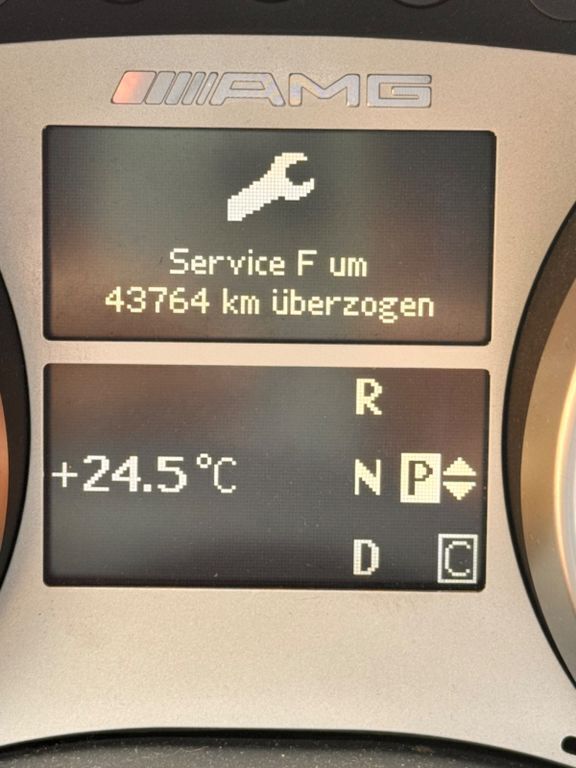 AMG
Service F um
43764 km überzogen
R
+24.5°C N P
D C